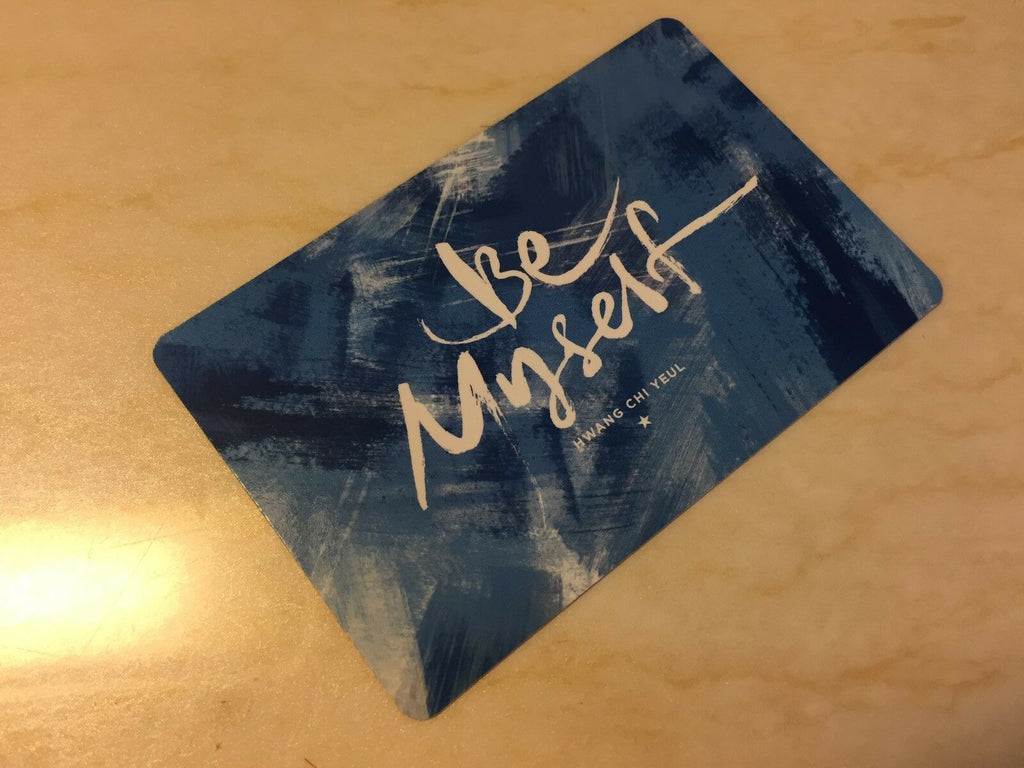 Be
Myself
HWANG CHI YEUL